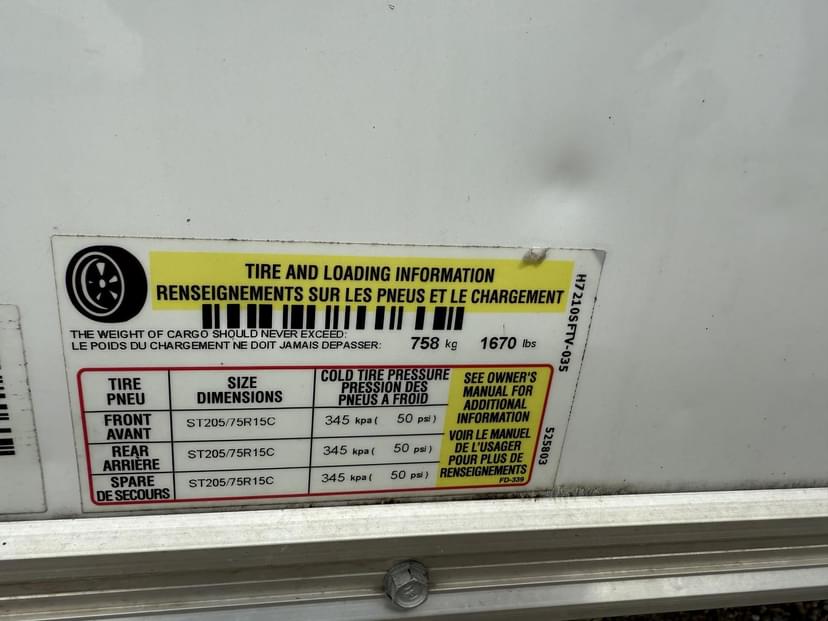 TIRE AND LOADING INFORMATION
RENSEIGNEMENTS SUR LES PNEUS ET LE CHARGEMENT
THE WEIGHT OF CARGO SHOULD NEVER EXCEED:
LE POIDS DU CHARGEMENT NE DOIT JAMAIS DEPASSER: 758 kg 1670 lbs
TIRE
PNEU
SIZE
DIMENSIONS
COLD TIRE PRESSURE
PRESSION DES
PNEUS A FROID
FRONT
AVANT
ST205/75R15C
345 kpa ( 50 psi )
REAR
ARRIÈRE
ST205/75R15C
345 kpa ( 50 psi )
SPARE
DE SECOURS
ST205/75R15C
345 kpa ( 50 psi )
SEE OWNER'S
MANUAL FOR
ADDITIONAL
INFORMATION
VOIR LE MANUEL
DE L'USAGER
POUR PLUS DE
RENSEIGNEMENTS
FD-339
H7210SFTV-035
525803